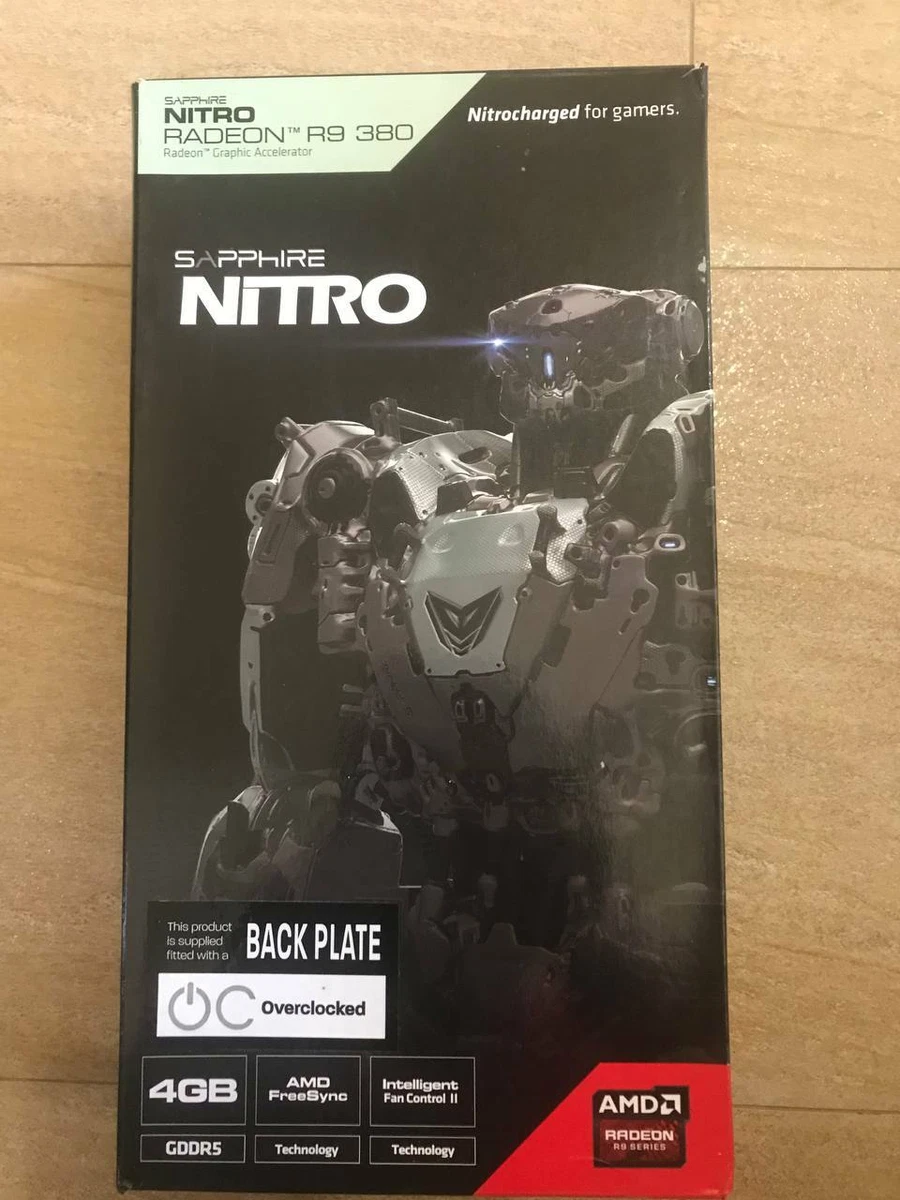 SAPPHIRE
NITRO
RADEON™ R9 380
Radeon™ Graphic Accelerator
Nitrocharged for gamers.
SAPPHIRE
NITRO
This product
is supplied
fitted with a
BACK PLATE
OC Overclocked
4GB
GDDR5
AMD
FreeSync
Technology
Intelligent
Fan Control II
Technology
AMD
RADEON
R9 SERIES